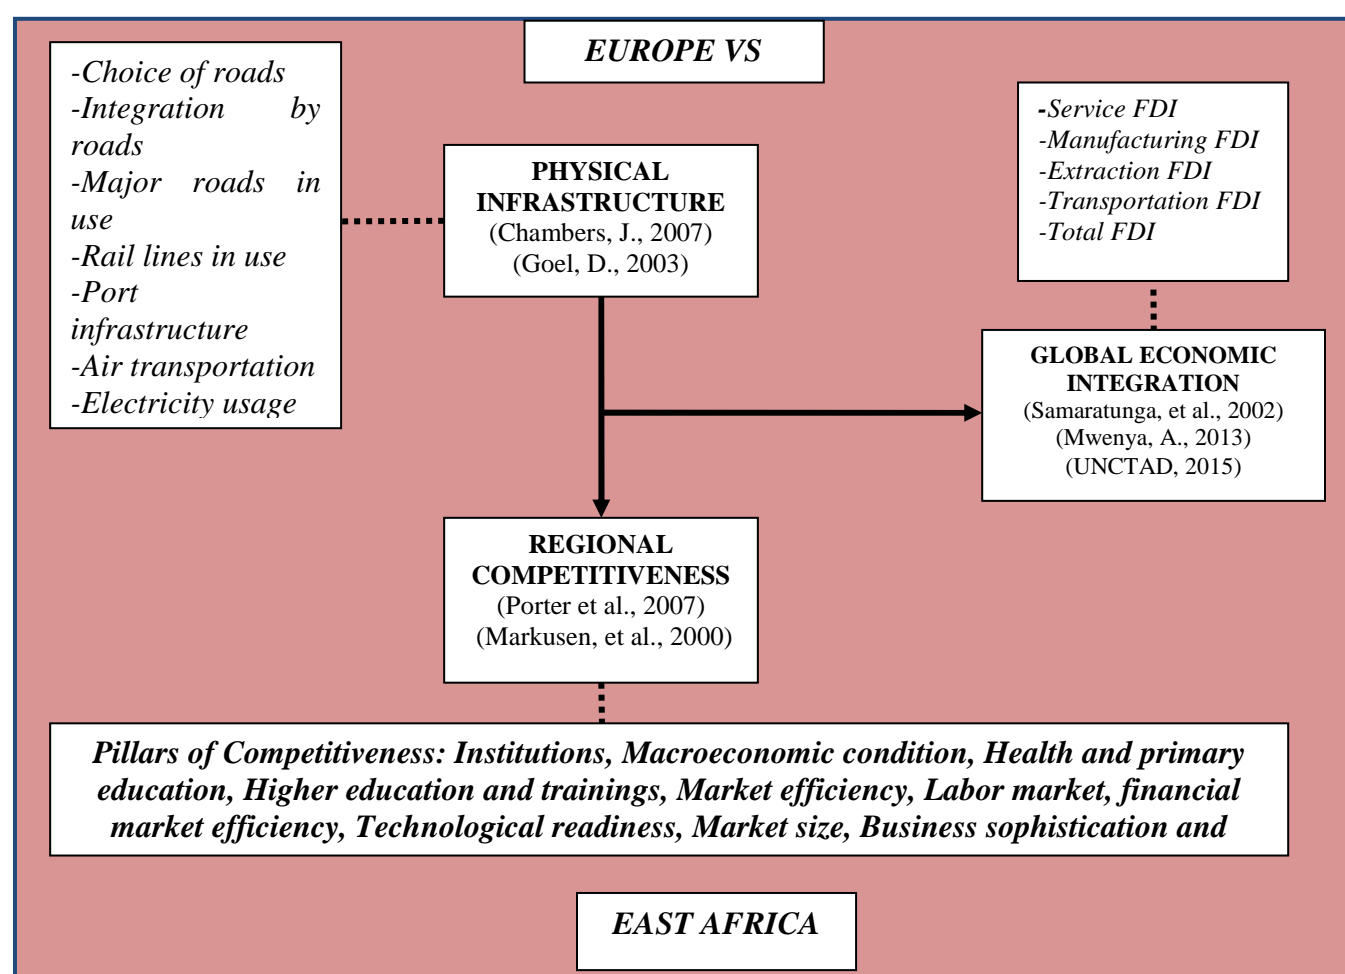 EUROPE VS
-Choice of roads
-Integration by
roads
-Major roads in
use
-Rail lines in use
-Port
infrastructure
-Air transportation
-Electricity usage
PHYSICAL
INFRASTRUCTURE
(Chambers, J., 2007)
(Goel, D., 2003)
-Service FDI
-Manufacturing FDI
-Extraction FDI
-Transportation FDI
-Total FDI
GLOBAL ECONOMIC
INTEGRATION
(Samaratunga, et al., 2002)
(Mwenya, A., 2013)
(UNCTAD, 2015)
REGIONAL
COMPETITIVENESS
(Porter et al., 2007)
(Markusen, et al., 2000)
Pillars of Competitiveness: Institutions, Macroeconomic condition, Health and primary
education, Higher education and trainings, Market efficiency, Labor market, financial
market efficiency, Technological readiness, Market size, Business sophistication and
EAST AFRICA